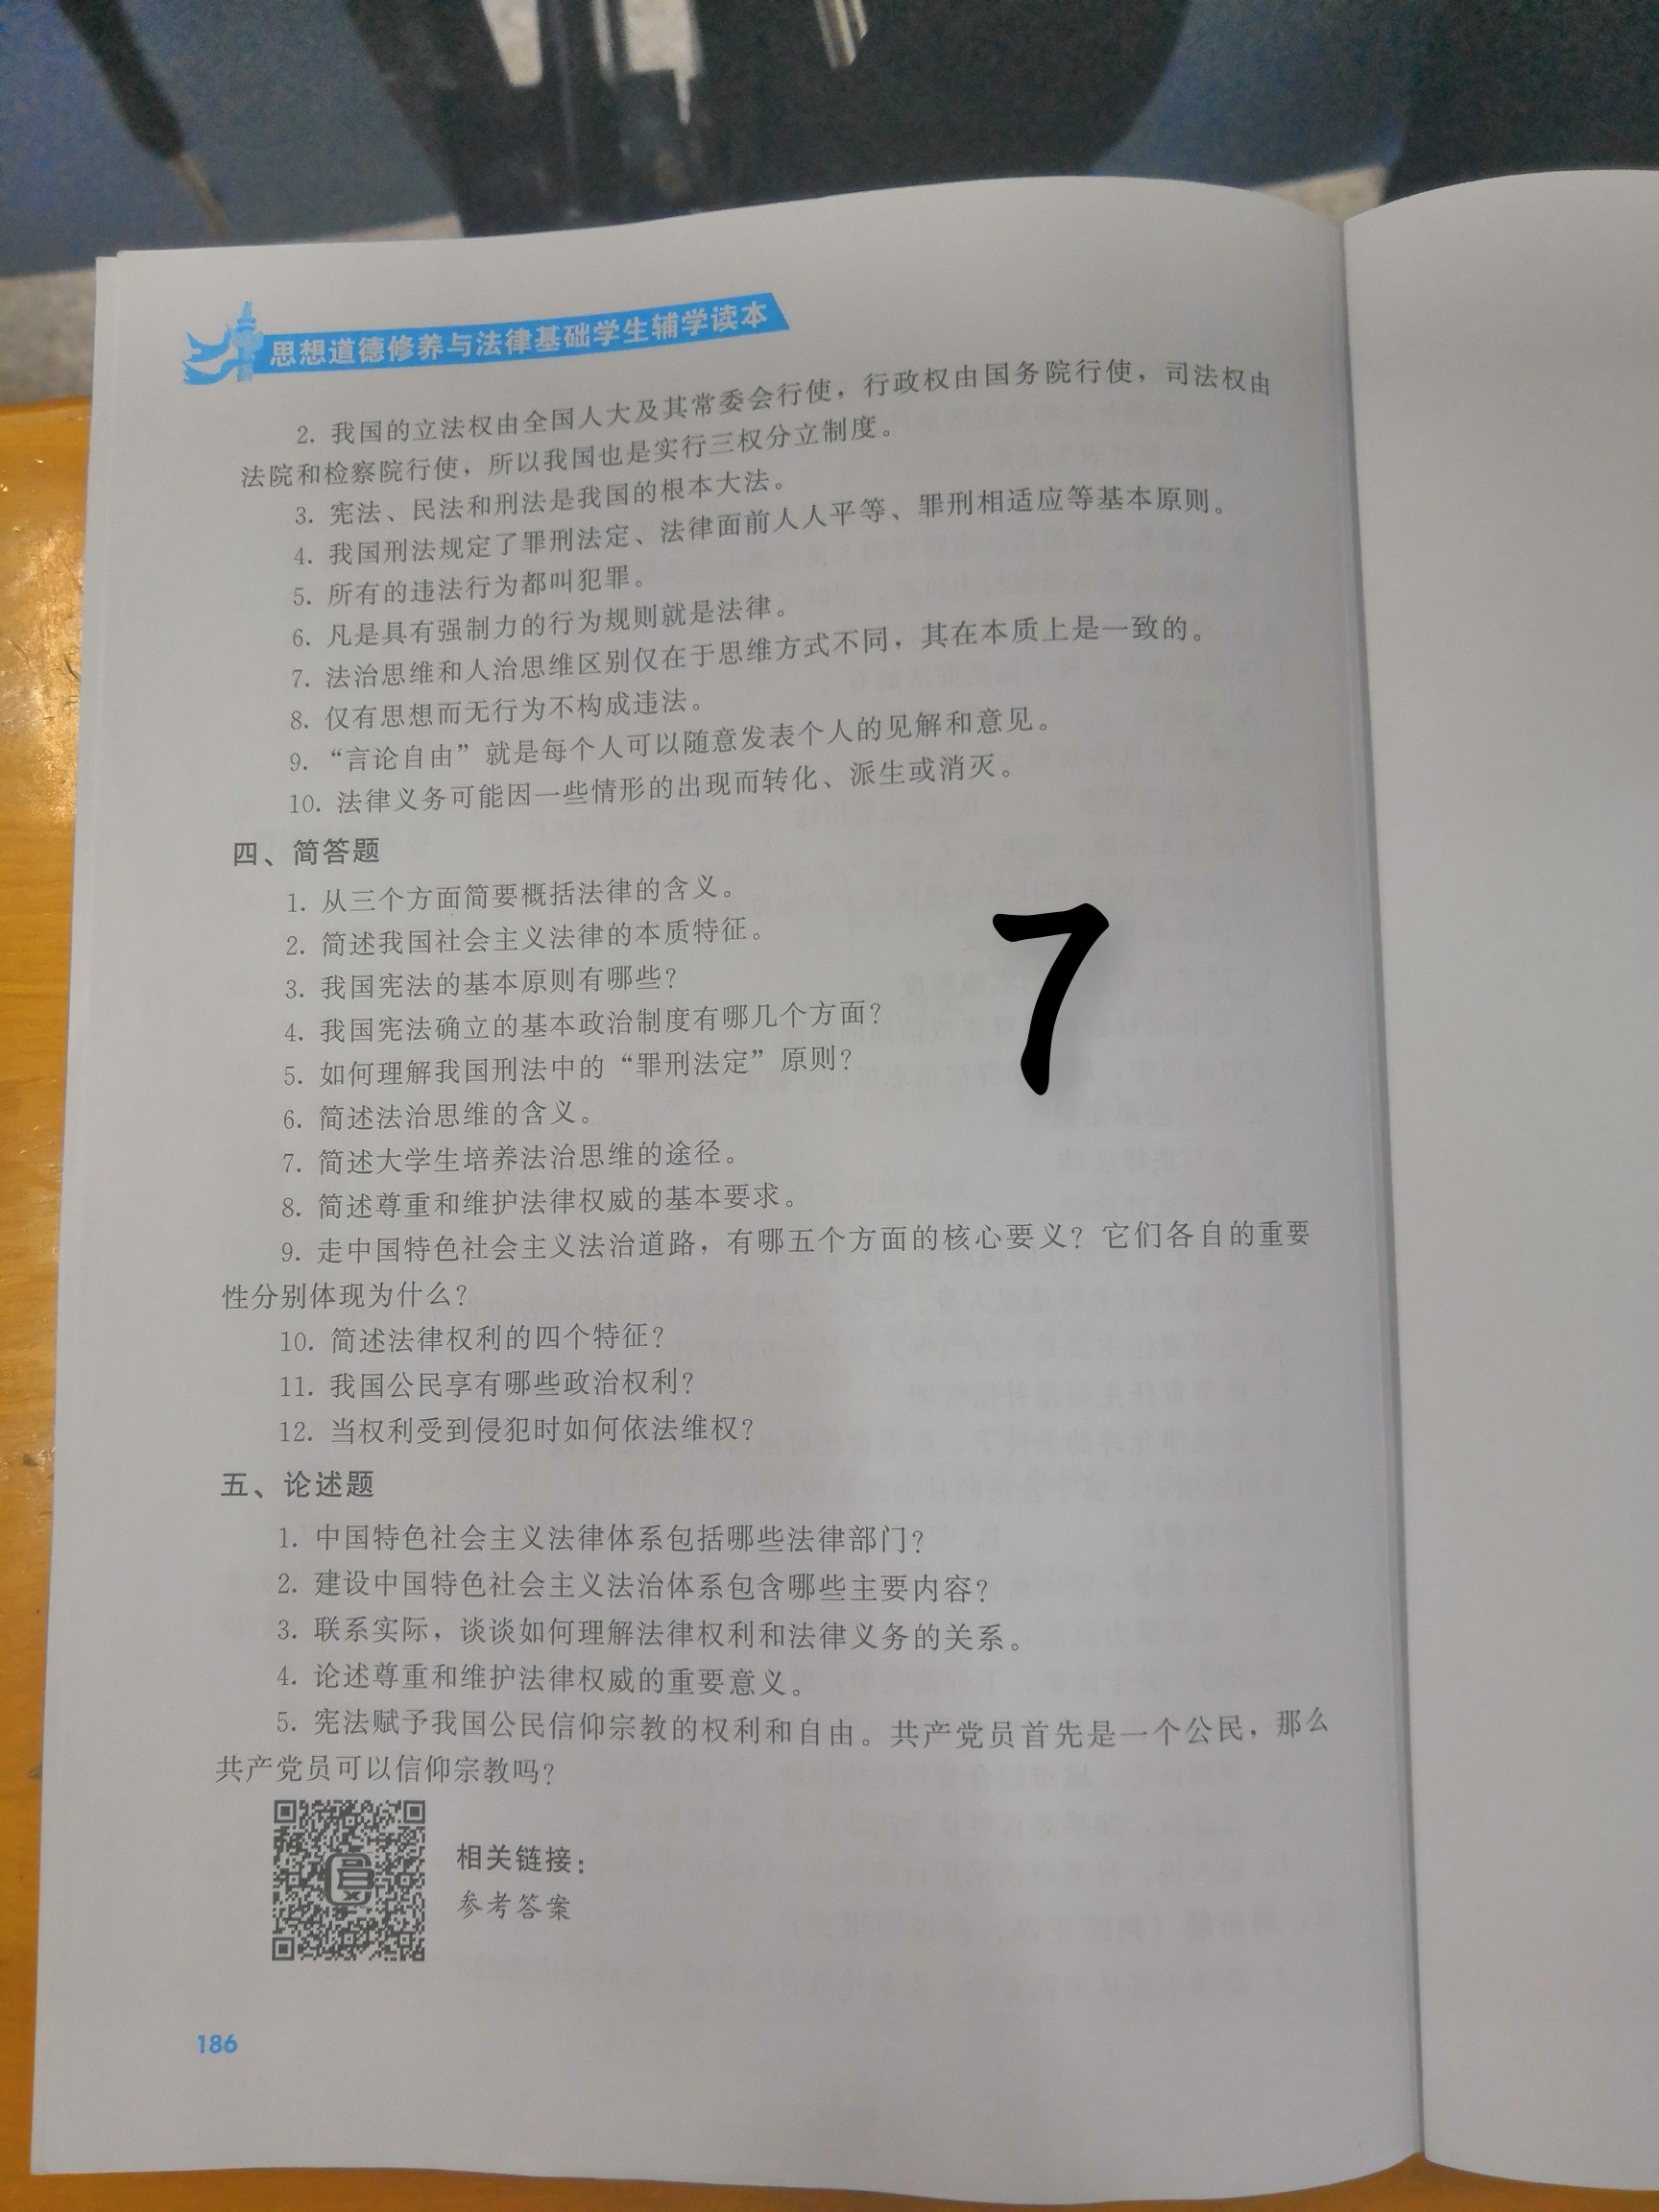 思想道德修养与法律基础学生辅学读本
2. 我国的立法权由全国人大及其常委会行使，行政权由国务院行使，司法权由
法院和检察院行使，所以我国也是实行三权分立制度。
3. 宪法、民法和刑法是我国的根本大法。
4. 我国刑法规定了罪刑法定、法律面前人人平等、罪刑相适应等基本原则。
5. 所有的违法行为都叫犯罪。
6. 凡是具有强制力的行为规则就是法律。
7. 法治思维和人治思维区别仅在于思维方式不同，其在本质上是一致的。
8. 仅有思想而无行为不构成违法。
9. “言论自由”就是每个人可以随意发表个人的见解和意见。
10. 法律义务可能因一些情形的出现而转化、派生或消灭。
四、简答题
1. 从三个方面简要概括法律的含义。
2. 简述我国社会主义法律的本质特征。
3. 我国宪法的基本原则有哪些？
4. 我国宪法确立的基本政治制度有哪几个方面？
5. 如何理解我国刑法中的“罪刑法定”原则？
7
6. 简述法治思维的含义。
7. 简述大学生培养法治思维的途径。
8. 简述尊重和维护法律权威的基本要求。
9. 走中国特色社会主义法治道路，有哪五个方面的核心要义？它们各自的重要
性分别体现为什么？
10. 简述法律权利的四个特征？
11. 我国公民享有哪些政治权利？
12. 当权利受到侵犯时如何依法维权？
五、论述题
1. 中国特色社会主义法律体系包括哪些法律部门？
2. 建设中国特色社会主义法治体系包含哪些主要内容？
3. 联系实际，谈谈如何理解法律权利和法律义务的关系。
4. 论述尊重和维护法律权威的重要意义。
5. 宪法赋予我国公民信仰宗教的权利和自由。共产党员首先是一个公民，那么
共产党员可以信仰宗教吗？
相关链接：
参考答案
186